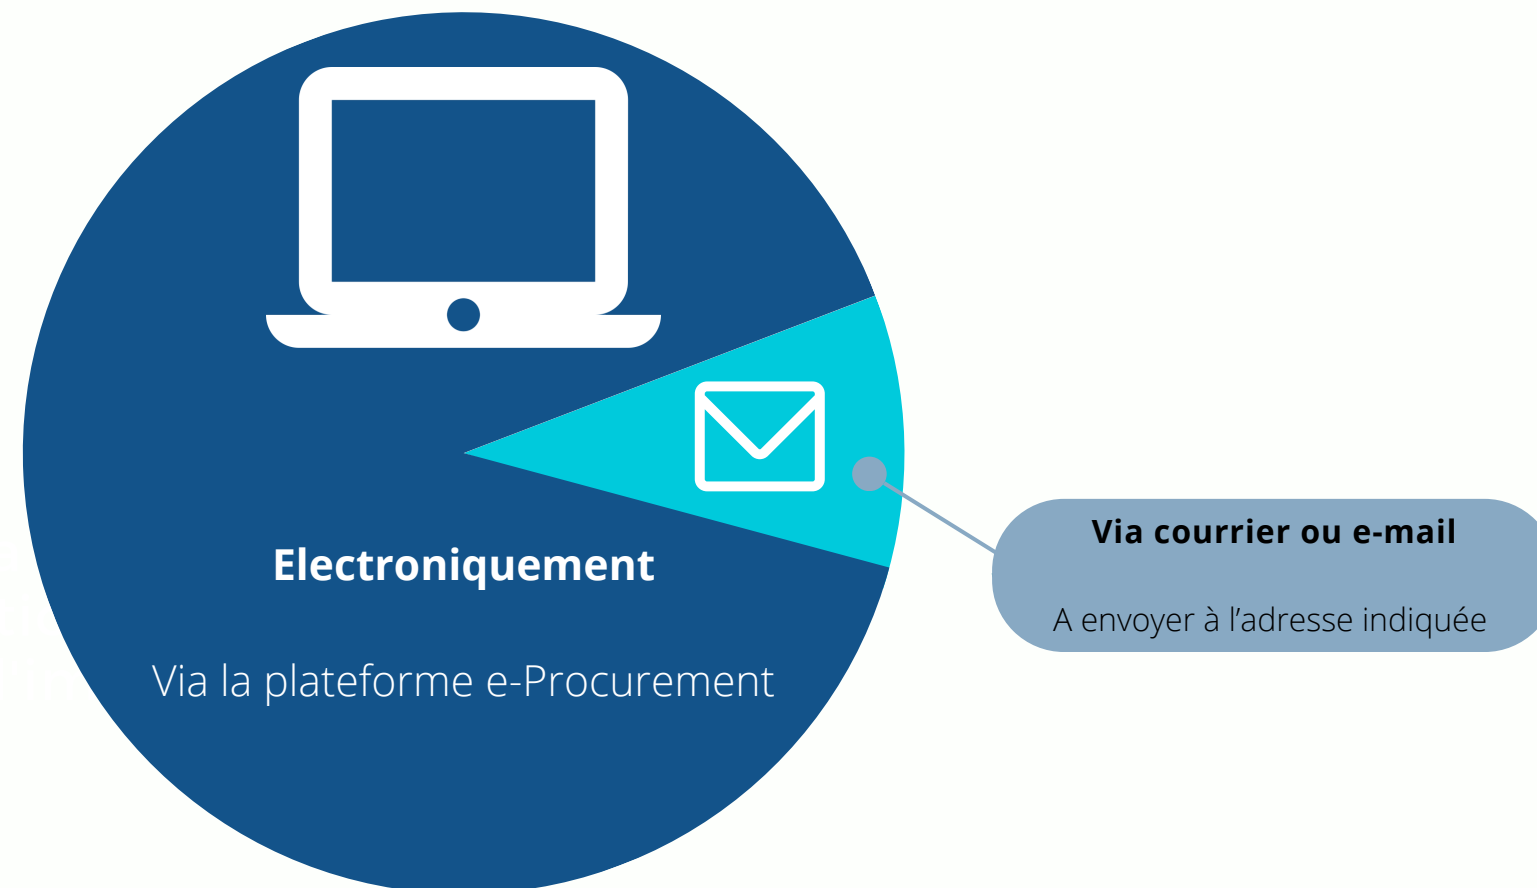 Electroniquement
Via la plateforme e-Procurement
Via courrier ou e-mail
A envoyer à l’adresse indiquée